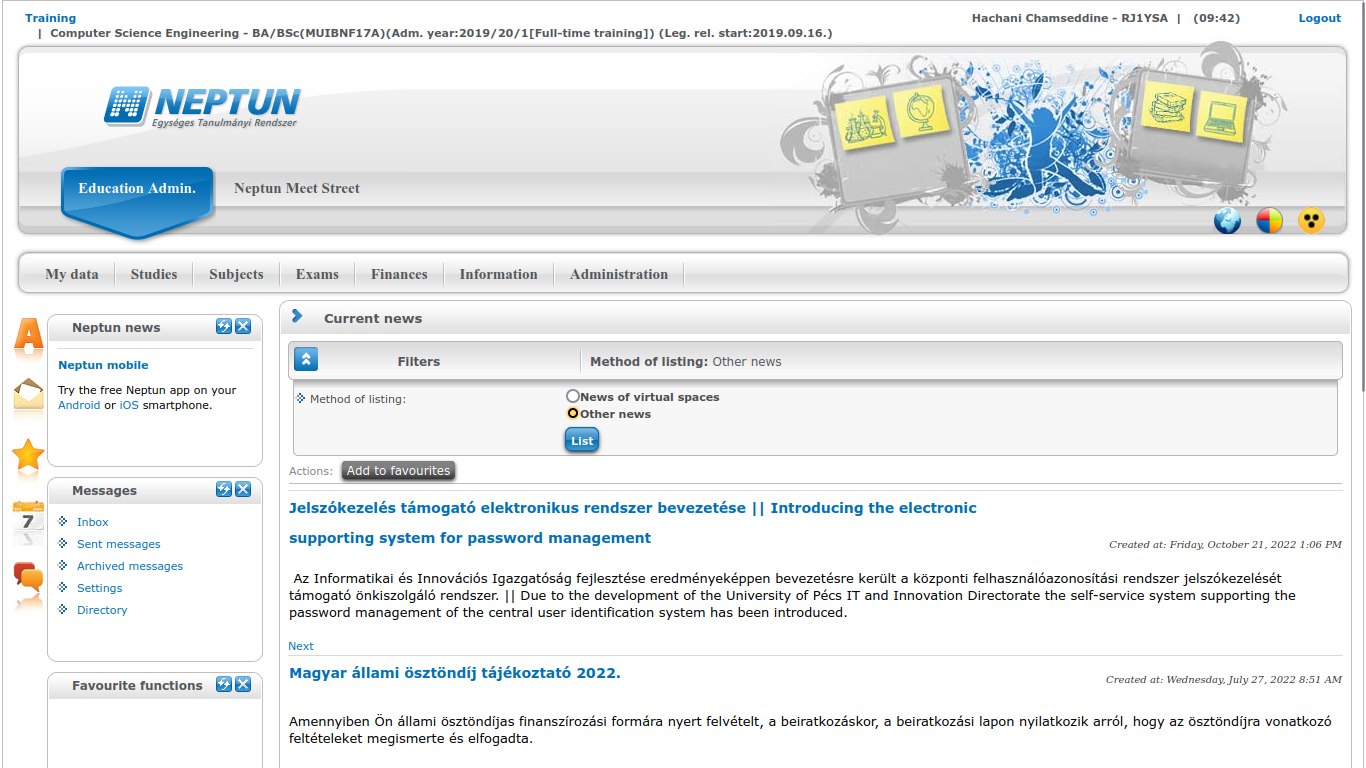 Training
Hachani Chamseddine - RJ1YSA | (09:42)
Logout
| Computer Science Engineering - BA/BSc(MUIBNF17A)(Adm. year:2019/20/1[Full-time training]) (Leg. rel. start:2019.09.16.)
NEPTUN
Egységes Tanulmányi Rendszer
Education Admin.
Neptun Meet Street
My data
Studies
Subjects
Exams
Finances
Information
Administration
Neptun news
Neptun mobile
Try the free Neptun app on your
Android or iOS smartphone.
7
Messages
Inbox
Sent messages
Archived messages
Settings
Directory
Favourite functions
Current news
Filters
Method of listing: Other news
Method of listing:
News of virtual spaces
Other news
List
Actions:
Add to favourites
Jelszókezelés támogató elektronikus rendszer bevezetése || Introducing the electronic
supporting system for password management
Created at: Friday, October 21, 2022 1:06 PM
Az Informatikai és Innovációs Igazgatóság fejlesztése eredményeképpen bevezetésre került a központi felhasználóazonosítási rendszer jelszókezelését
támogató önkiszolgáló rendszer. || Due to the development of the University of Pécs IT and Innovation Directorate the self-service system supporting the
password management of the central user identification system has been introduced.
Next
Magyar állami ösztöndíj tájékoztató 2022.
Created at: Wednesday, July 27, 2022 8:51 AM
Amennyiben Ön állami ösztöndíjas finanszírozási formára nyert felvételt, a beiratkozáskor, a beiratkozási lapon nyilatkozik arról, hogy az ösztöndíjra vonatkozó
feltételeket megismerte és elfogadta.